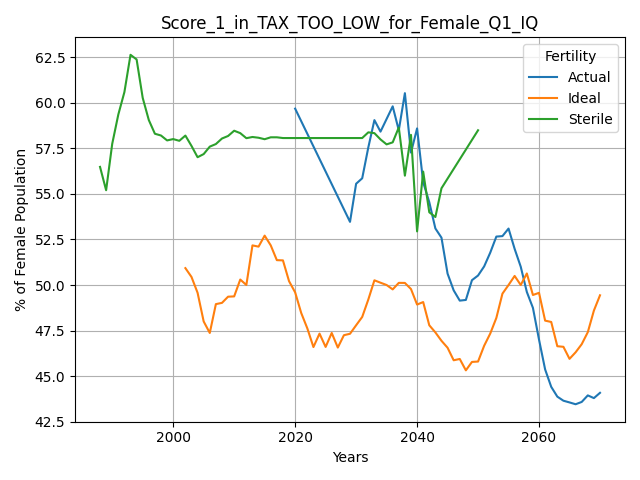 Score_1_in_TAX_TOO_LOW_for_Female_Q1_IQ
Fertility
Actual
Ideal
Sterile
% of Female Population
62.5
60.0
57.5
55.0
52.5
50.0
47.5
45.0
42.5
2000
2020
2040
2060
Years